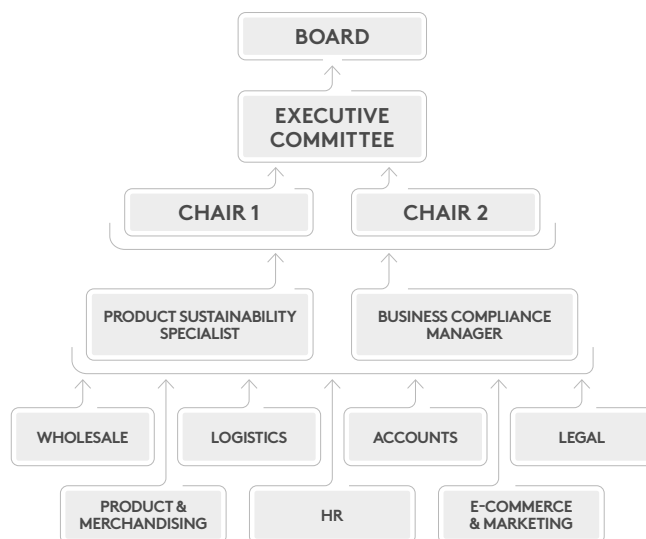 BOARD
EXECUTIVE
COMMITTEE
CHAIR 1
CHAIR 2
PRODUCT SUSTAINABILITY
SPECIALIST
BUSINESS COMPLIANCE
MANAGER
WHOLESALE
LOGISTICS
ACCOUNTS
LEGAL
PRODUCT &
MERCHANDISING
HR
E-COMMERCE
& MARKETING